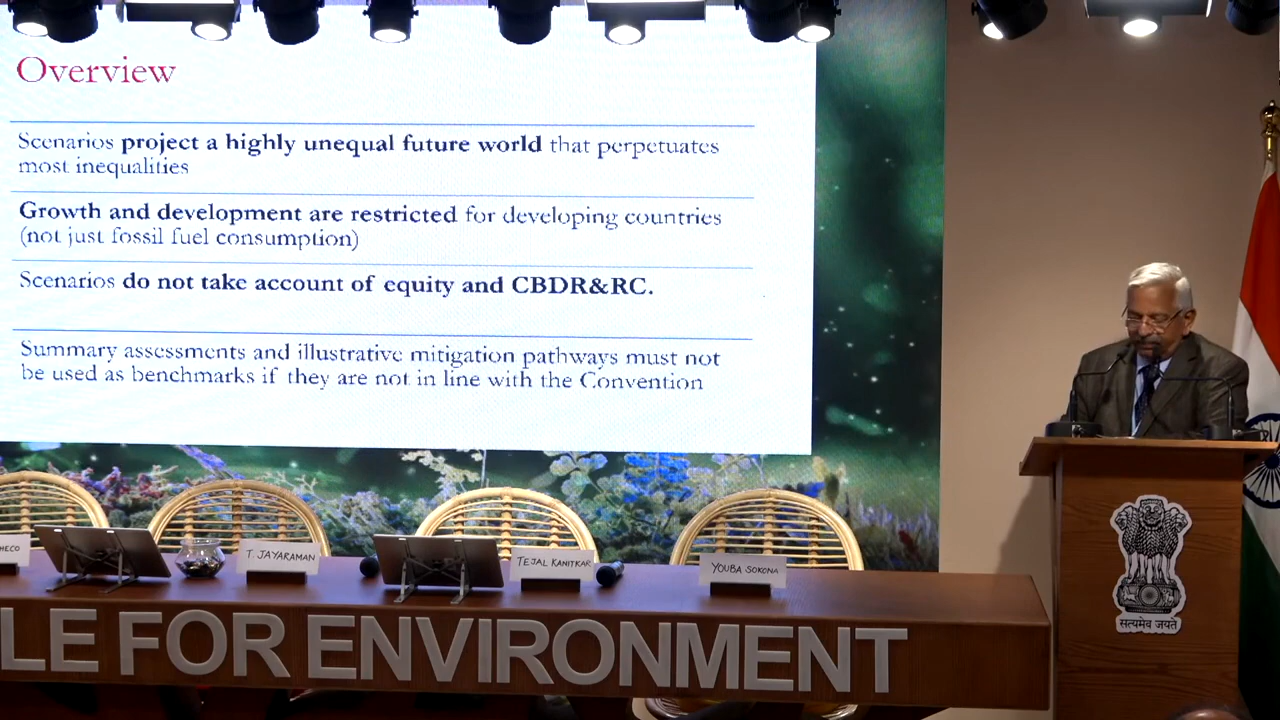 Overview
Scenarios project a highly unequal future world that perpetuates
most inequalities
Growth and development are restricted for developing countries
(not just fossil fuel consumption)
Scenarios do not take account of equity and CBDR&RC.
Summary assessments and illustrative mitigation pathways must not
be used as benchmarks if they are not in line with the Convention
HECO
T. JAYARAMAN
TEJAL KANITKAR
YOUBA SOKONA
LE FOR ENVIRONMENT
सत्यमेव जयते